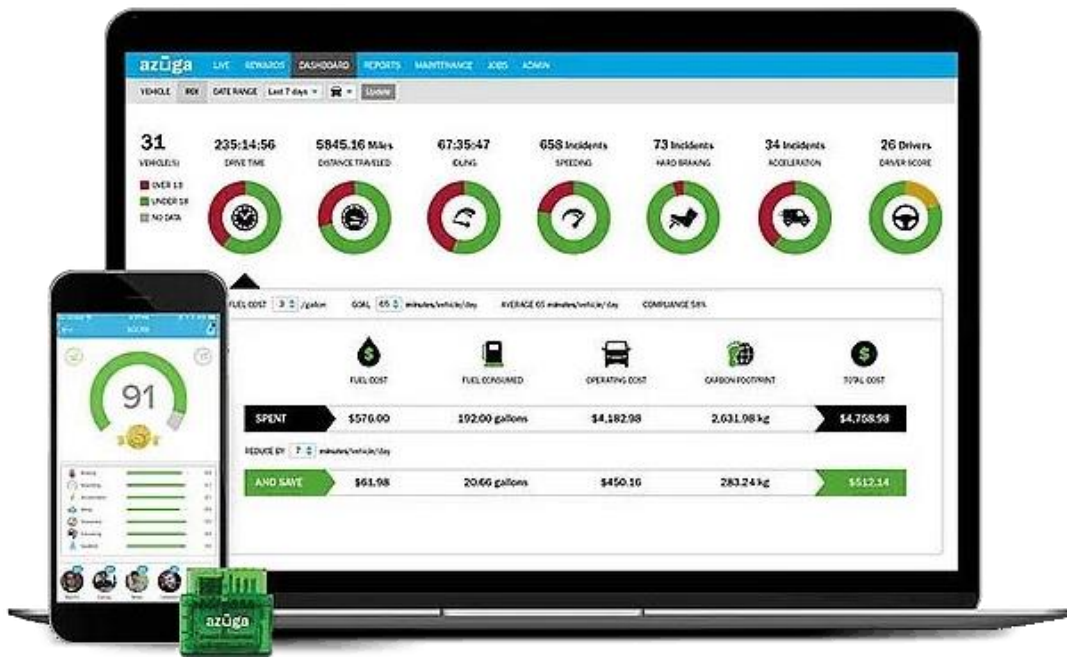 azūga LIVE REWARDS DASHBOARD REPORTS MAINTENANCE JOBS ADMIN
VEHICLE ROI DATE RANGE Last 7 days Update
31 235:14:56 5845.16 Miles 67:35:47 658 Incidents 73 Incidents 34 Incidents 26 Drivers
VEHICLE(S) DRIVE TIME DISTANCE TRAVELED IDLING SPEEDING HARD BRAKING ACCELERATION DRIVER SCORE
OVER
UNDER
NO DATA
FUEL COST 3 /gallon GOAL 65 minutes/vehicle/day AVERAGE 65 minutes/vehicle/day COMPLIANCE 58%
FUEL COST FUEL CONSUMED OPERATING COST CARBON FOOTPRINT TOTAL COST
SPENT $576.00 192.00 gallons $4,182.98 2,631.98 kg $4,758.98
REDUCE BY 7 minutes/vehicle/day
AND SAVE $61.98 20.66 gallons $450.16 283.24 kg $512.14
91
azūga